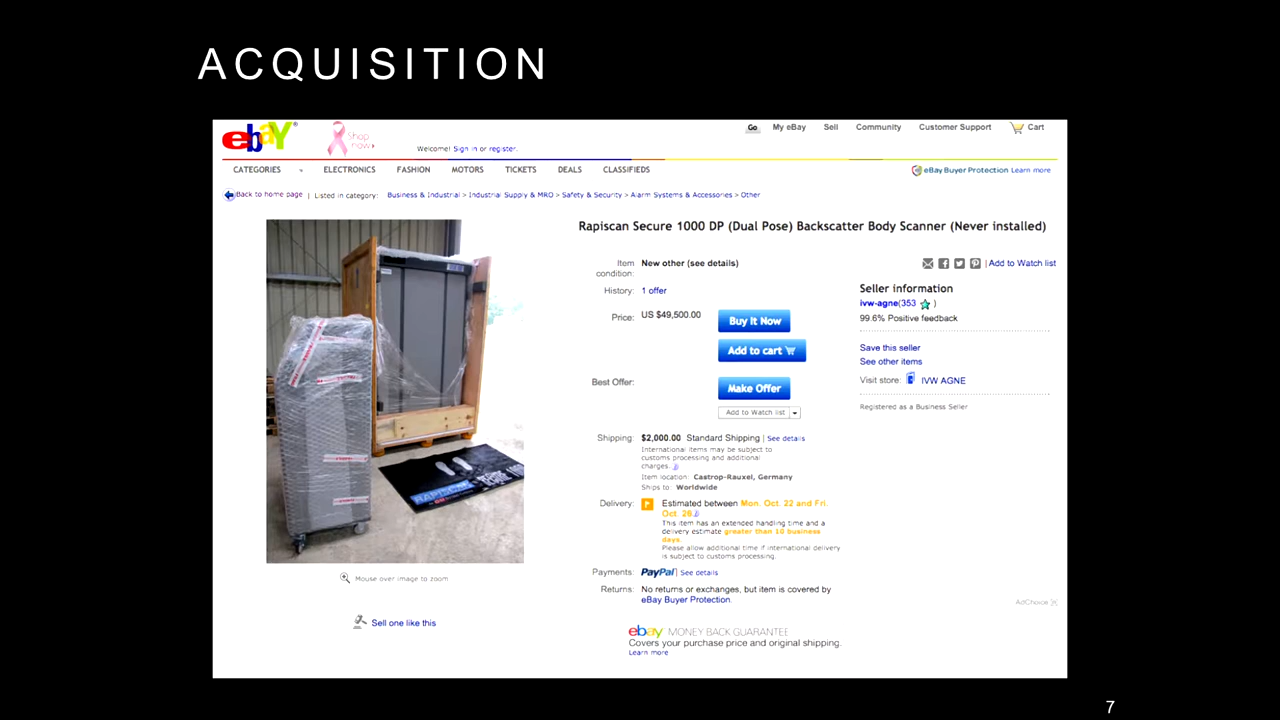 ACQUISITION
ebay
Shop now
Welcome! Sign in or register.
Go My eBay Sell Community Customer Support Cart
CATEGORIES ELECTRONICS FASHION MOTORS TICKETS DEALS CLASSIFIEDS
eBay Buyer Protection Learn more
Back to home page | Listed in category: Business & Industrial > Industrial Supply & MRO > Safety & Security > Alarm Systems & Accessories > Other
Rapiscan Secure 1000 DP (Dual Pose) Backscatter Body Scanner (Never installed)
Item condition: New other (see details)
| Add to Watch list
History: 1 offer
Price: US $49,500.00
Buy It Now
Add to cart
Best Offer:
Make Offer
Add to Watch list
Shipping: $2,000.00 Standard Shipping | See details
International items may be subject to
customs processing and additional
charges.
Item location: Castrop-Rauxel, Germany
Ships to: Worldwide
Delivery: Estimated between Mon. Oct. 22 and Fri.
Oct. 26
This item has an extended handling time and a
delivery estimate greater than 10 business
days.
Please allow additional time if international delivery
is subject to customs processing.
Payments: PayPal | See details
Returns: No returns or exchanges, but item is covered by
eBay Buyer Protection.
ebay MONEY BACK GUARANTEE
Covers your purchase price and original shipping.
Learn more
Seller information
ivw-agne (353 )
99.6% Positive feedback
Save this seller
See other items
Visit store: IVW AGNE
Registered as a Business Seller
AdChoice
RAPISCAN
Mouse over image to zoom
Sell one like this
7